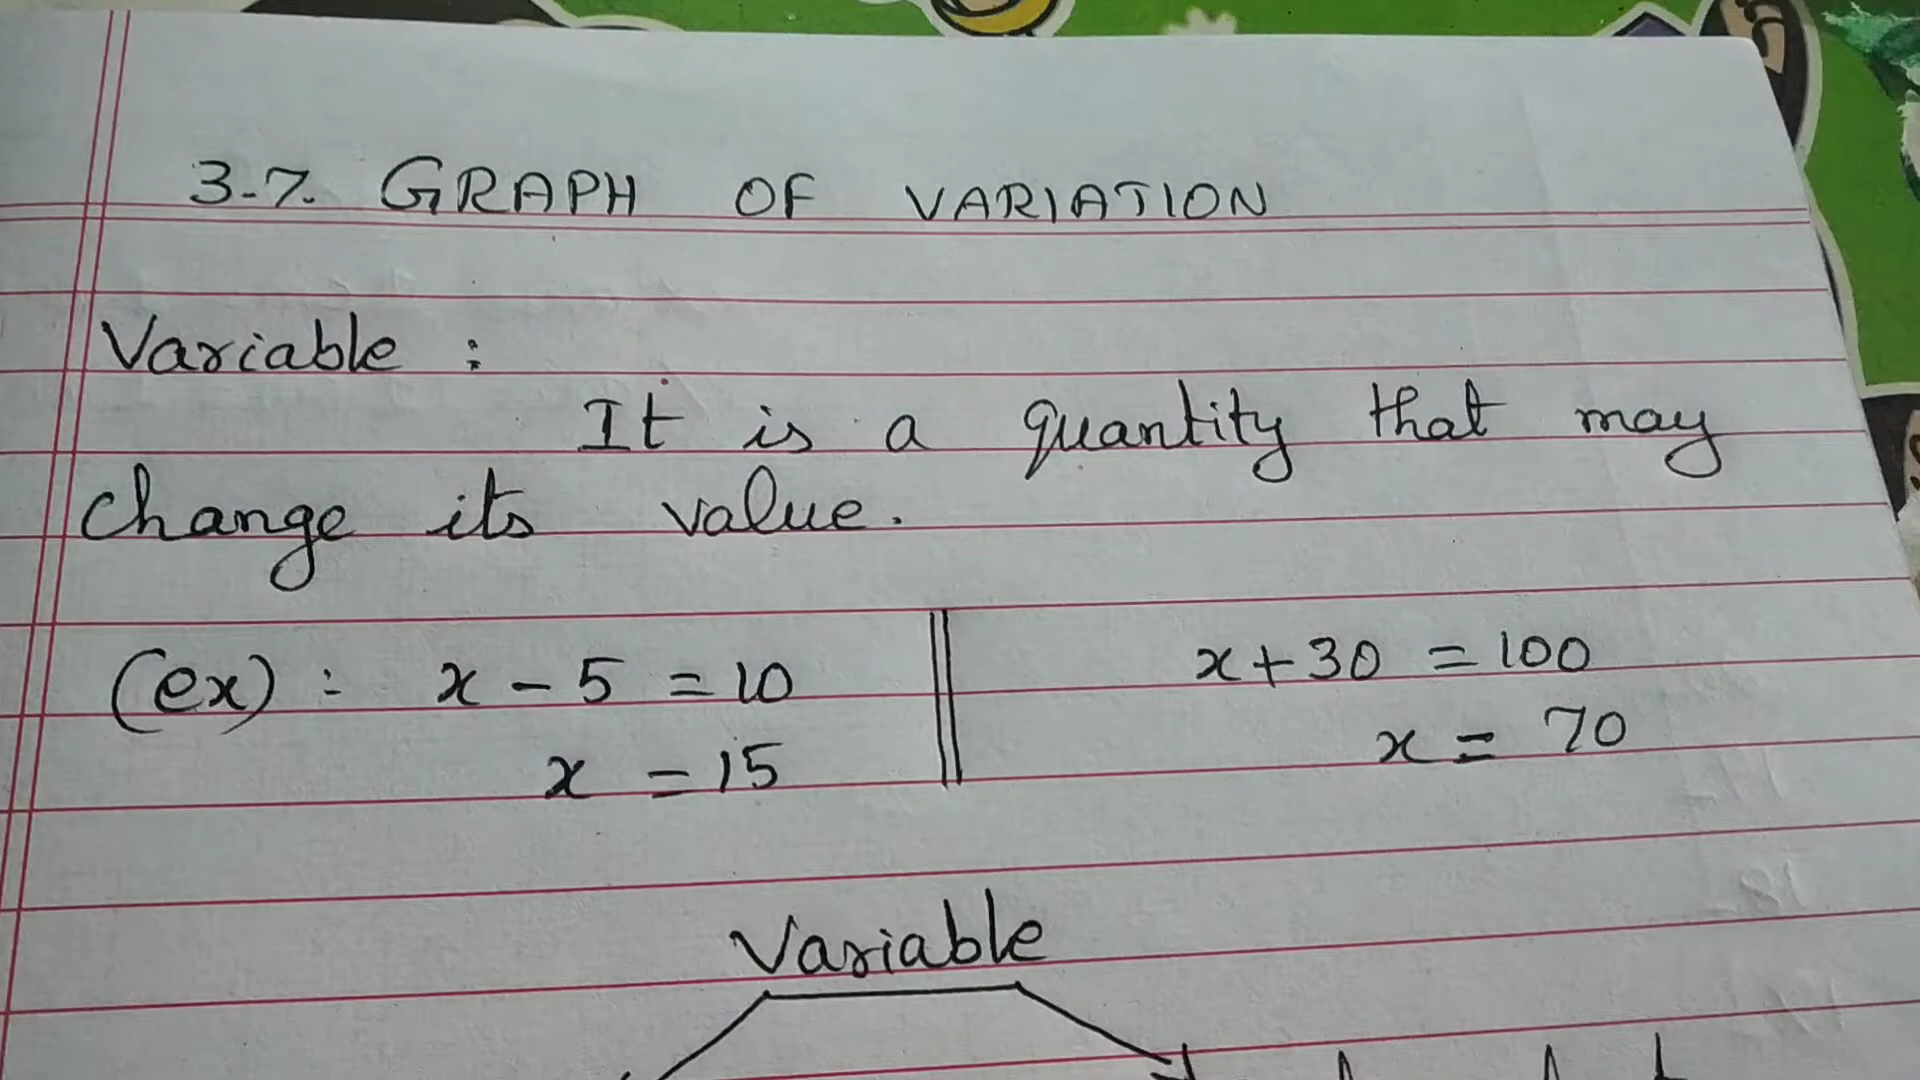 3.7. GRAPH OF VARIATION
Variable :
It is a quantity that may
change its value.
(ex) : x - 5 = 10 x + 30 = 100
x = 15 x = 70
Variable